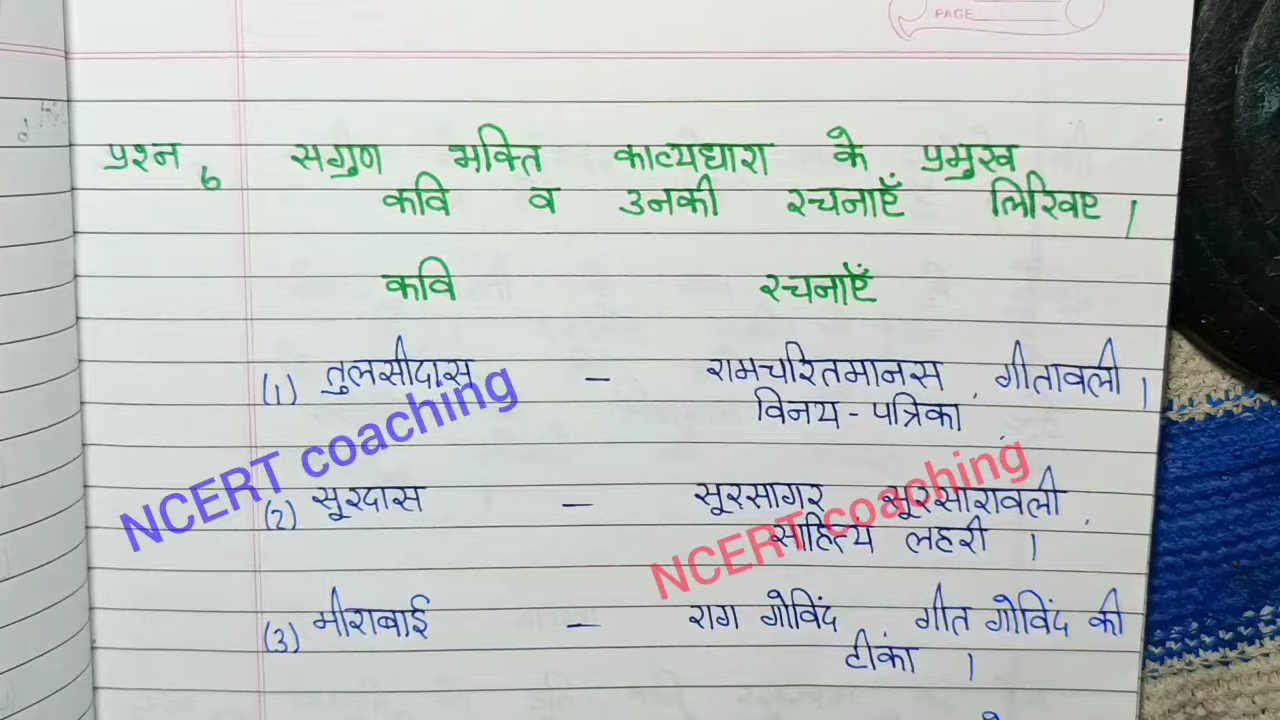 PAGE
प्रश्न 6 सगुण भक्ति काव्यधारा के प्रमुख
कवि व उनकी रचनाएँ लिखिए ।
कवि रचनाएँ
(1) तुलसीदास – रामचरितमानस, गीतावली ।
विनय - पत्रिका
NCERT coaching
(2) सूरदास – सूरसागर सूरसारावली,
साहित्य लहरी ।
NCERT coaching
(3) मीराबाई – राग गोविंद गीत गोविंद की
टीका ।